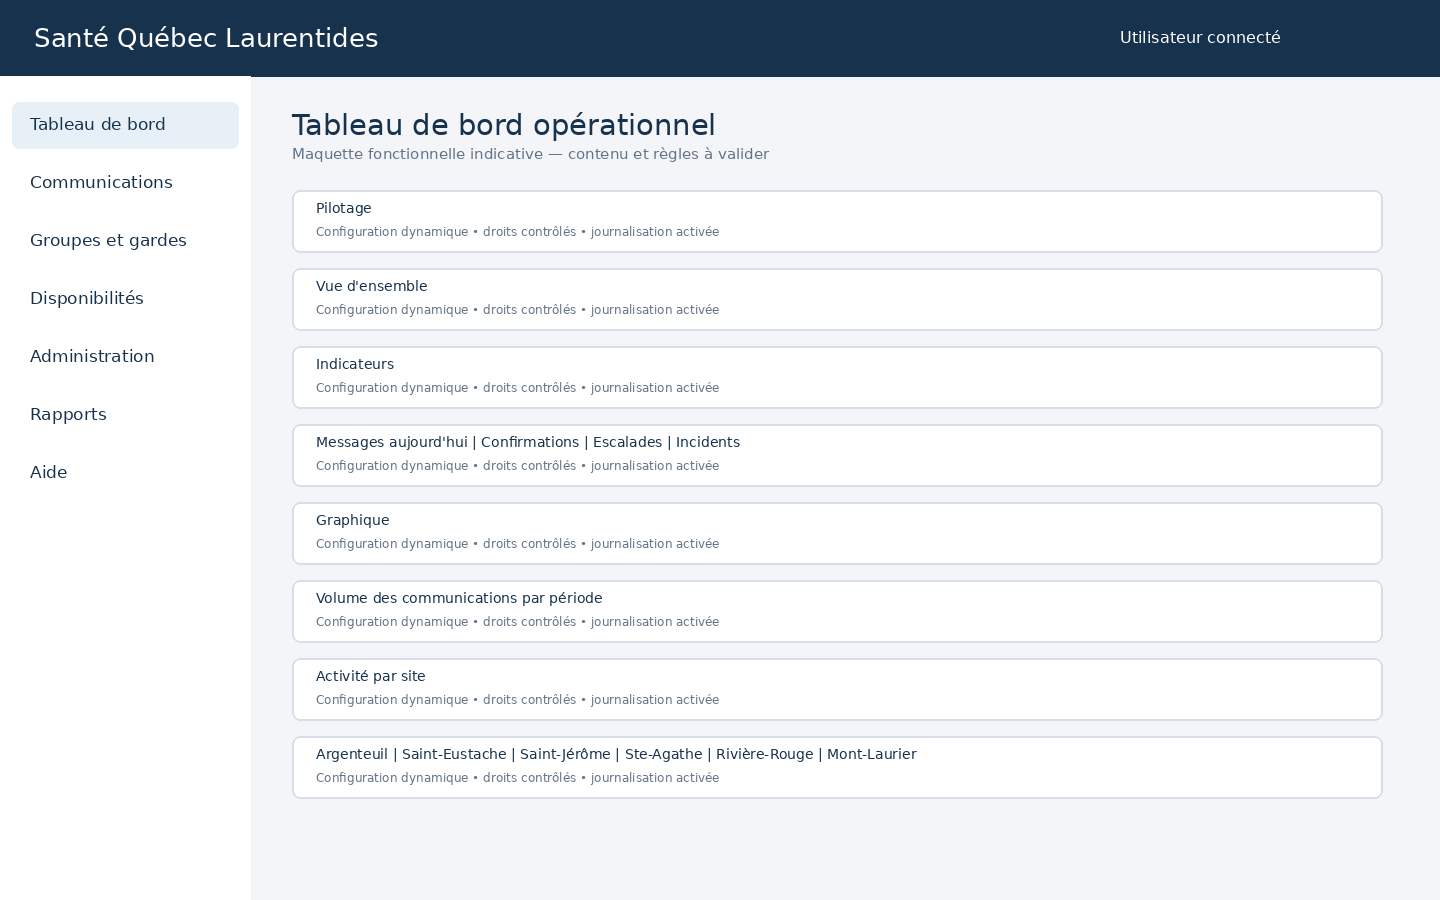 Santé Québec Laurentides
Utilisateur connecté
Tableau de bord
Communications
Groupes et gardes
Disponibilités
Administration
Rapports
Aide
Tableau de bord opérationnel
Maquette fonctionnelle indicative — contenu et règles à valider
Pilotage
Configuration dynamique • droits contrôlés • journalisation activée
Vue d'ensemble
Configuration dynamique • droits contrôlés • journalisation activée
Indicateurs
Configuration dynamique • droits contrôlés • journalisation activée
Messages aujourd'hui | Confirmations | Escalades | Incidents
Configuration dynamique • droits contrôlés • journalisation activée
Graphique
Configuration dynamique • droits contrôlés • journalisation activée
Volume des communications par période
Configuration dynamique • droits contrôlés • journalisation activée
Activité par site
Configuration dynamique • droits contrôlés • journalisation activée
Argenteuil | Saint-Eustache | Saint-Jérôme | Ste-Agathe | Rivière-Rouge | Mont-Laurier
Configuration dynamique • droits contrôlés • journalisation activée